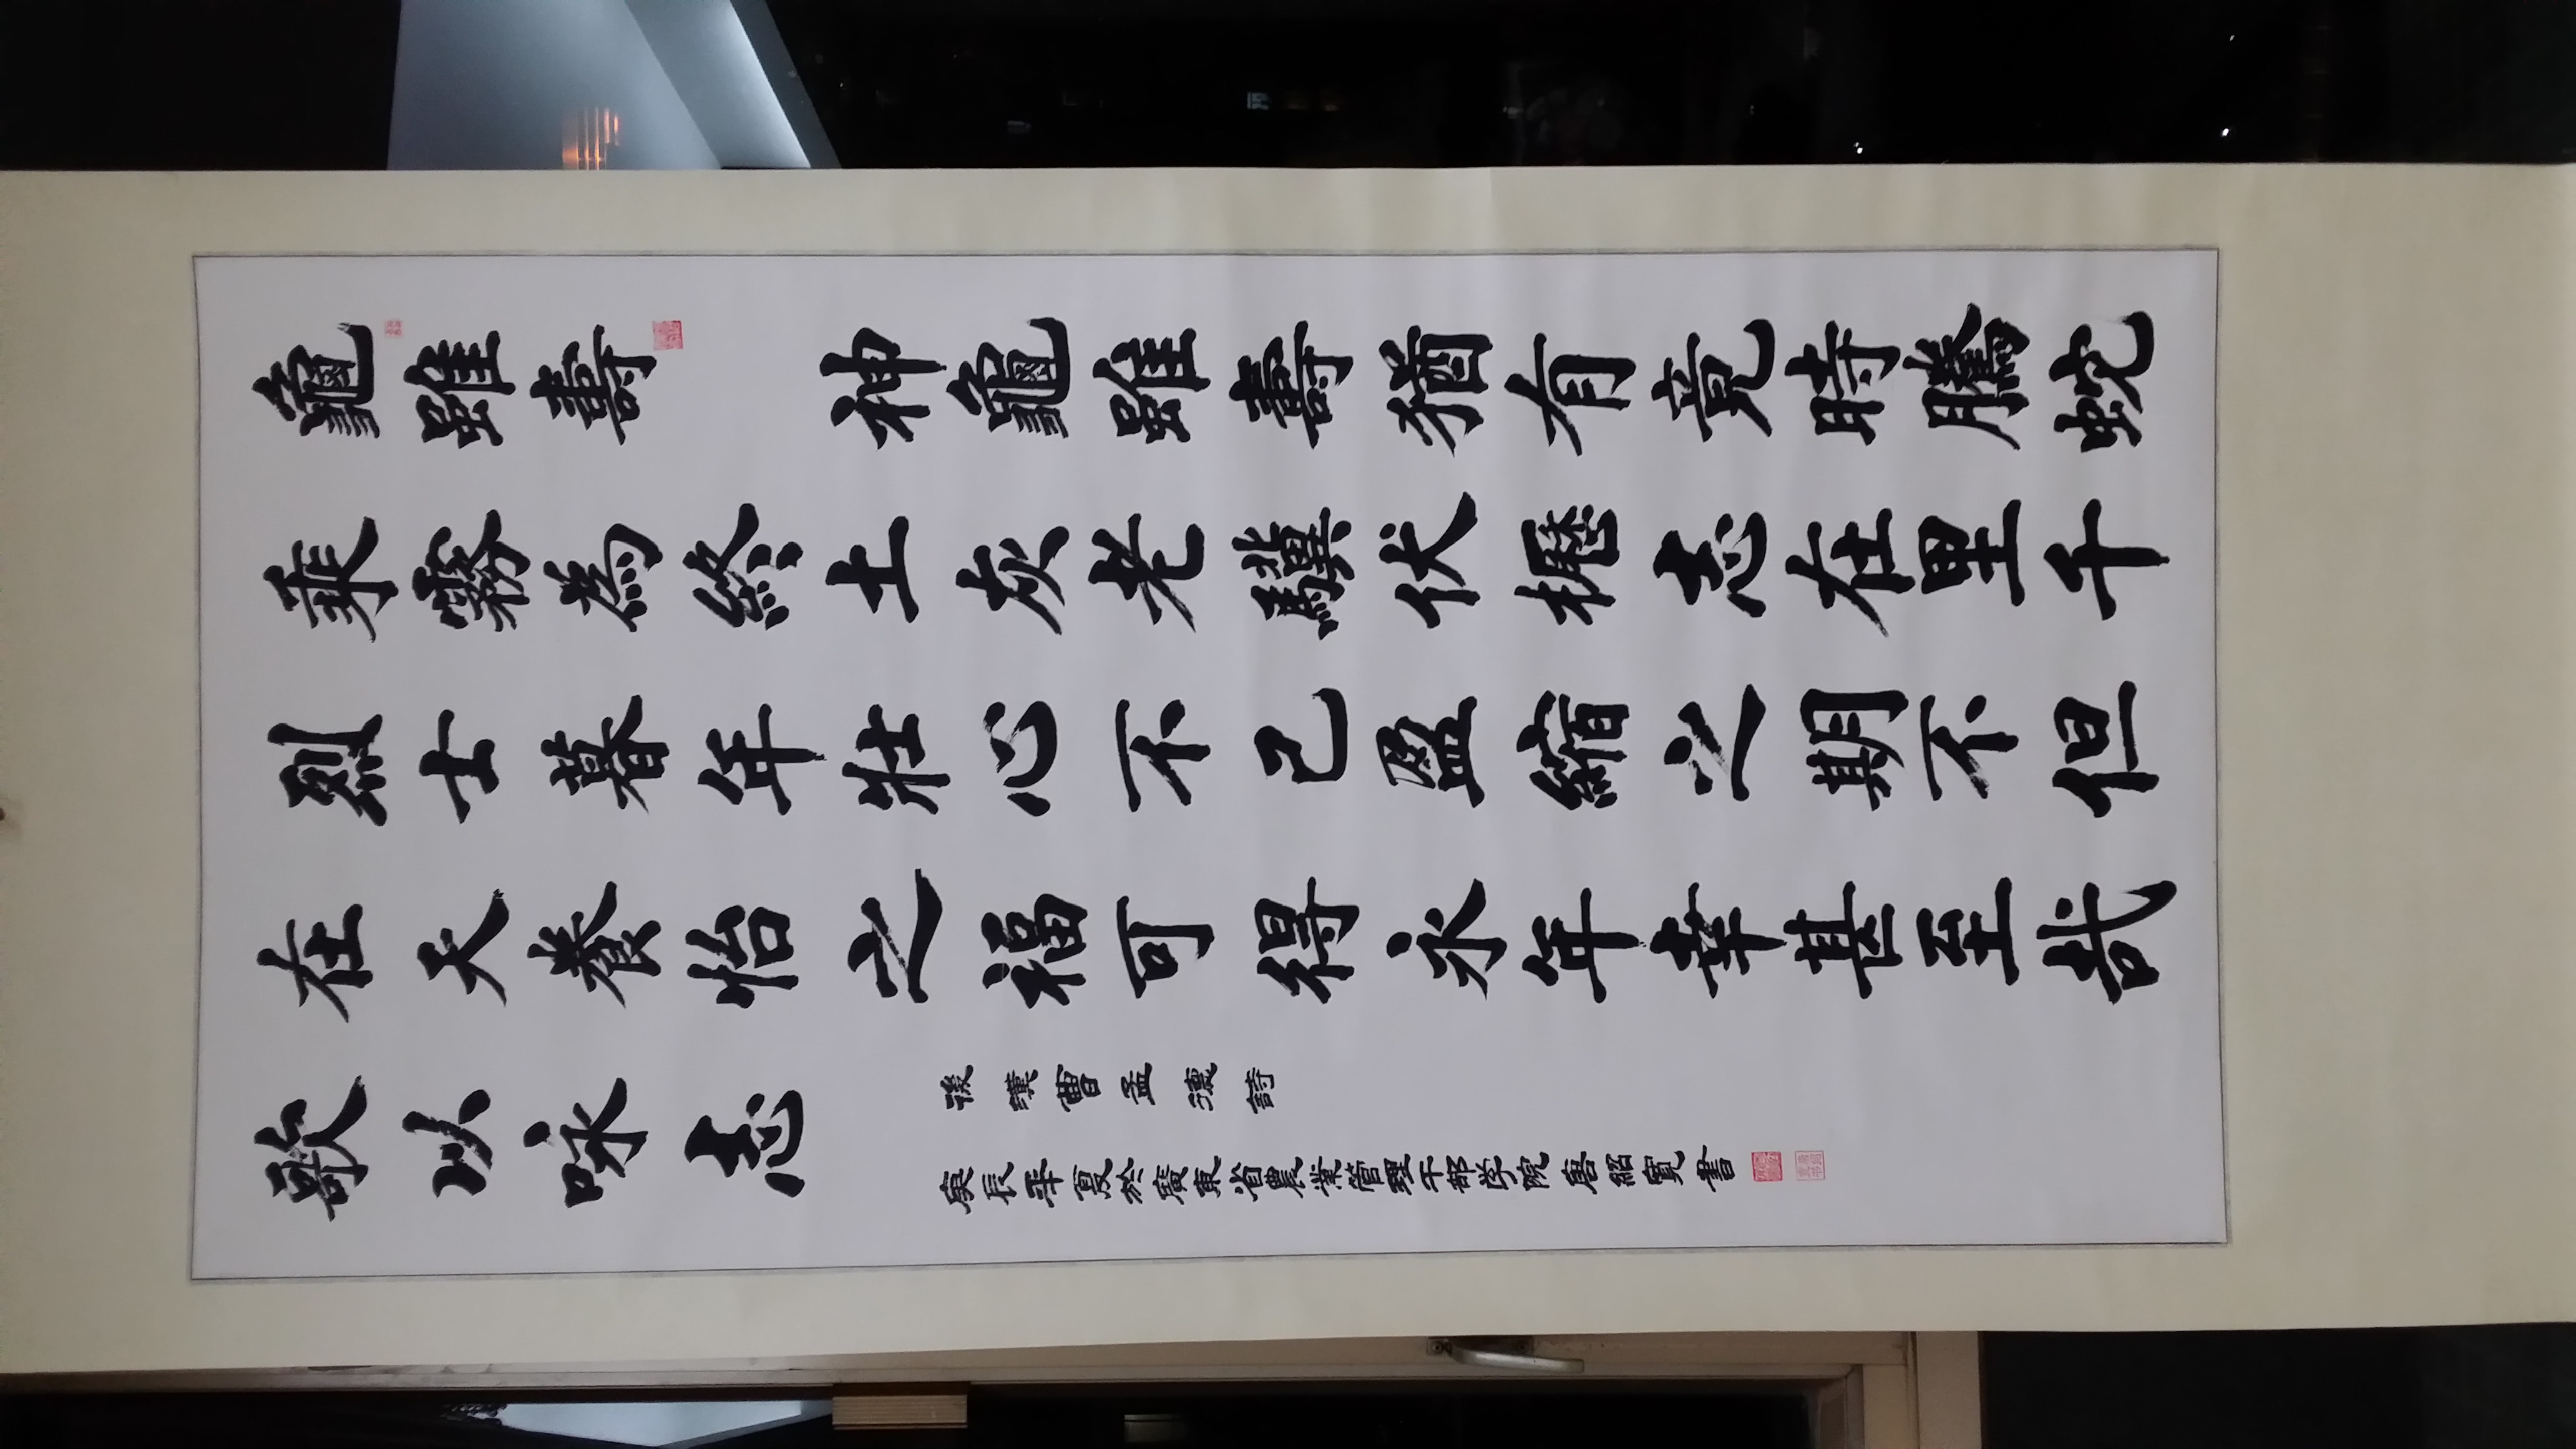 龜雖壽　神龜雖壽猶有竟時騰蛇
乘霧為終土灰老驥伏櫪志在里千
烈士暮年壯心不已盈縮之期不但
在天養怡之福可得永年幸甚至哉
歌以咏志
後漢曹孟德詩
庚辰年夏於廣東省農業管理干部学院唐紹寬書